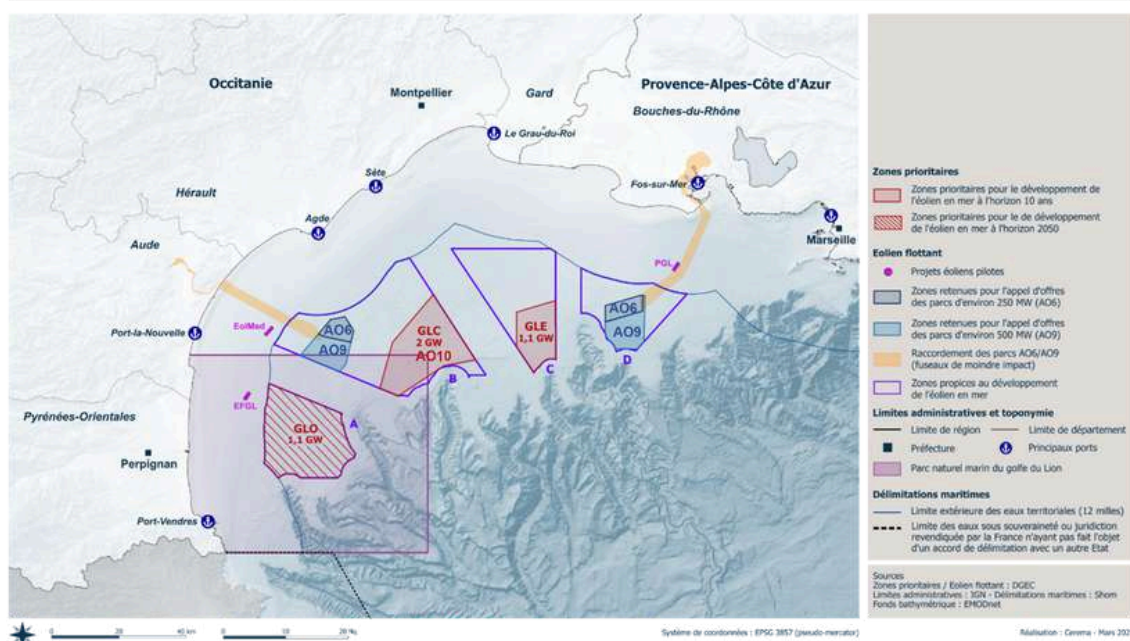 Occitanie
Provence-Alpes-Côte d'Azur
Montpellier
Gard
Bouches-du-Rhône
Le Grau-du-Roi
Fos-sur-Mer
Sète
Hérault
Agde
Marseille
Aude
PGL
Port-la-Nouvelle
EolMed
AO6
AO9
GLC
2 GW
AO10
GLE
1,1 GW
AO6
AO9
B
C
D
EFGL
Pyrénées-Orientales
GLO
1,1 GW
A
Perpignan
Port-Vendres
Zones prioritaires
Zones prioritaires pour le développement de
l'éolien en mer à l'horizon 10 ans
Zones prioritaires pour le de développement
de l'éolien en mer à l'horizon 2050
Eolien flottant
Projets éoliens pilotes
Zones retenues pour l'appel d'offres
des parcs d'environ 250 MW (AO6)
Zones retenues pour l'appel d'offres
des parcs d'environ 500 MW (AO9)
Raccordement des parcs AO6/AO9
(fuseaux de moindre impact)
Zones propices au développement
de l'éolien en mer
Limites administratives et toponymie
Limite de région
Limite de département
Préfecture
Principaux ports
Parc naturel marin du golfe du Lion
Délimitations maritimes
Limite extérieure des eaux territoriales (12 milles)
Limite des eaux sous souveraineté ou juridiction
revendiquée par la France n'ayant pas fait l'objet
d'un accord de délimitation avec un autre Etat
Sources
Zones prioritaires / Eolien flottant : DGEC
Limites administratives : IGN - Délimitations maritimes : Shom
Fonds bathymétrique : EMODnet
0 20 40 km
0 10
Système de coordonnées : EPSG 3857 (pseudo-mercator)
Réalisation : Cerema - Mars 202